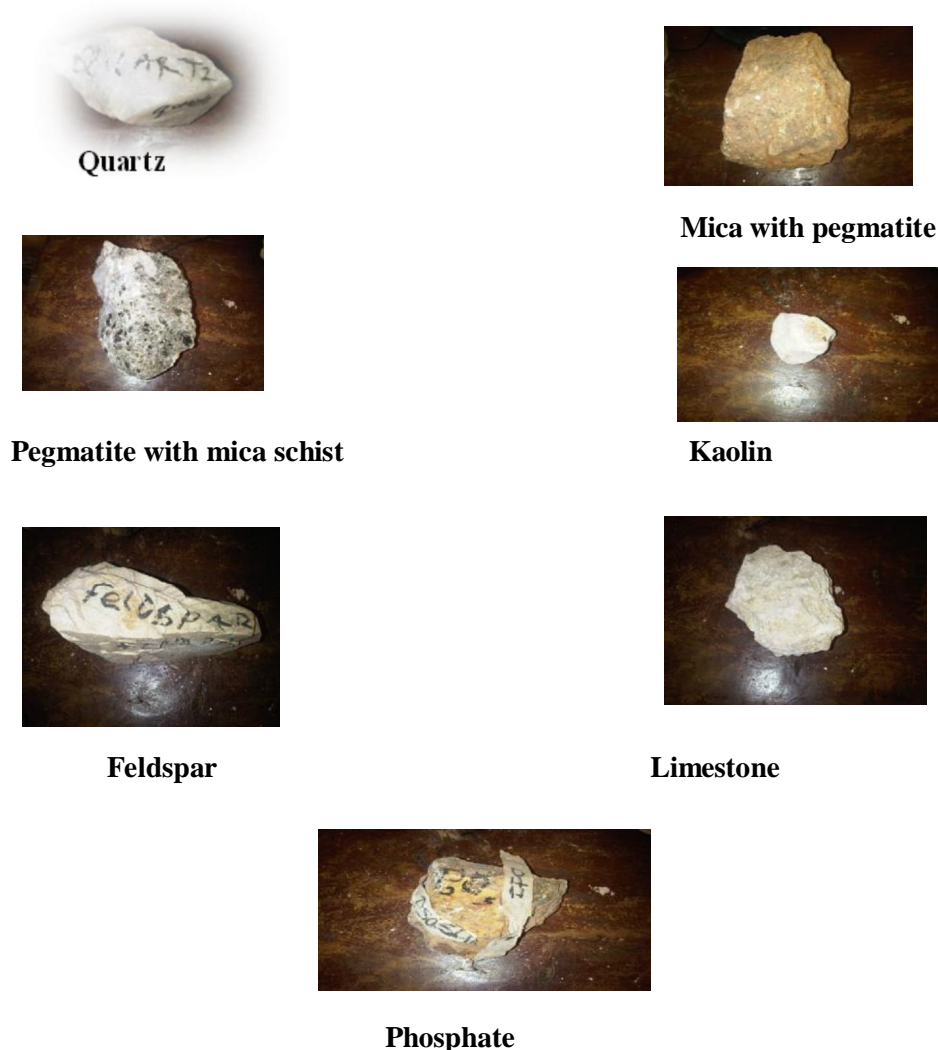 QUARTZ
Quartz
Mica with pegmatite
Pegmatite with mica schist
Kaolin
FeLDSPAR
Feldspar
Limestone
Phosphate